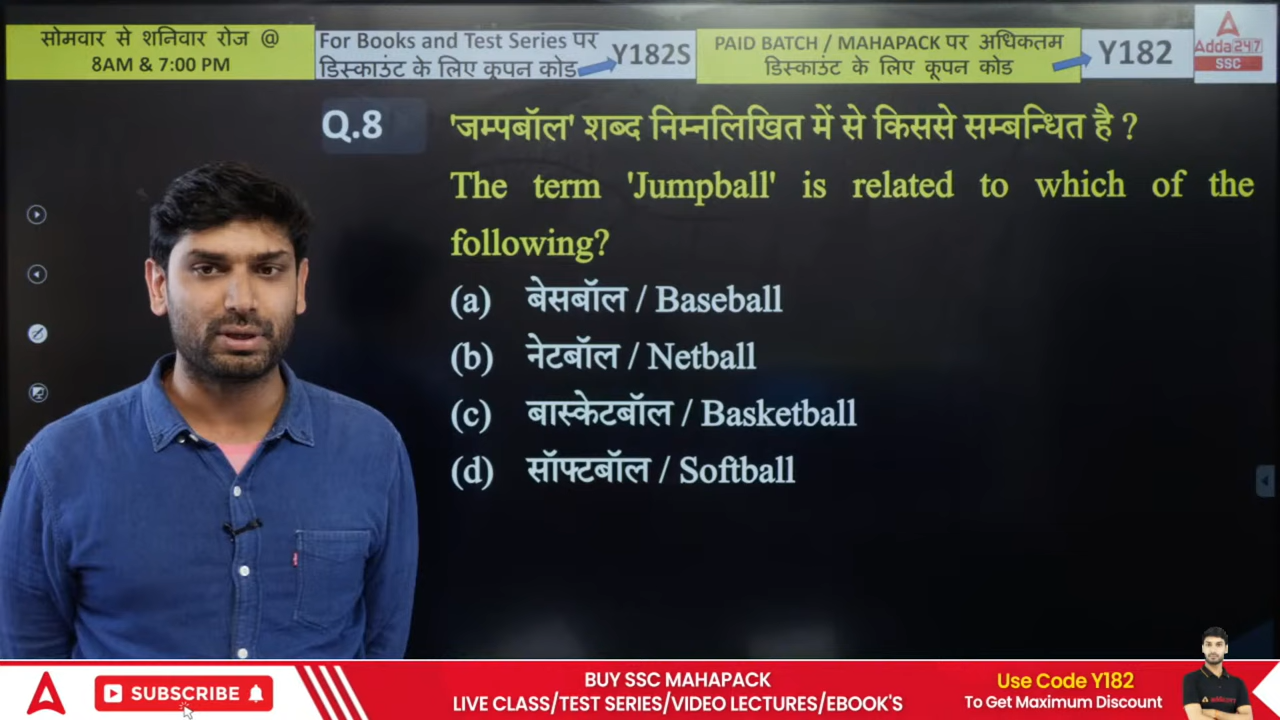 सोमवार से शनिवार रोज @
8AM & 7:00 PM
For Books and Test Series पर
डिस्काउंट के लिए कूपन कोड
Y182S
PAID BATCH / MAHAPACK पर अधिकतम
डिस्काउंट के लिए कूपन कोड
Y182
Adda247
SSC
Q.8
'जम्पबॉल' शब्द निम्नलिखित में से किससे सम्बन्धित है ?
The term 'Jumpball' is related to which of the
following?
(a) बेसबॉल / Baseball
(b) नेटबॉल / Netball
(c) बास्केटबॉल / Basketball
(d) सॉफ्टबॉल / Softball
SUBSCRIBE
BUY SSC MAHAPACK
LIVE CLASS/TEST SERIES/VIDEO LECTURES/EBOOK'S
Use Code Y182
To Get Maximum Discount